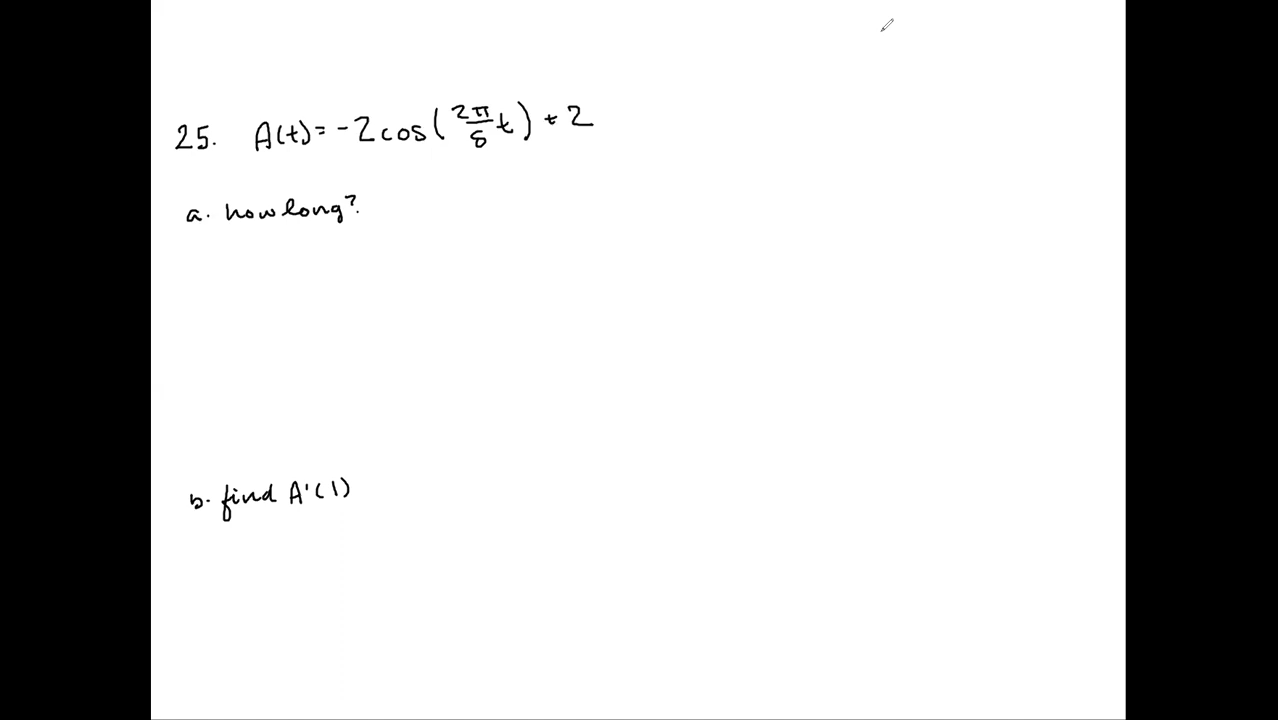 25. A(t) = -2cos(2π/8 t) + 2
a. how long?
b. find A'(1)